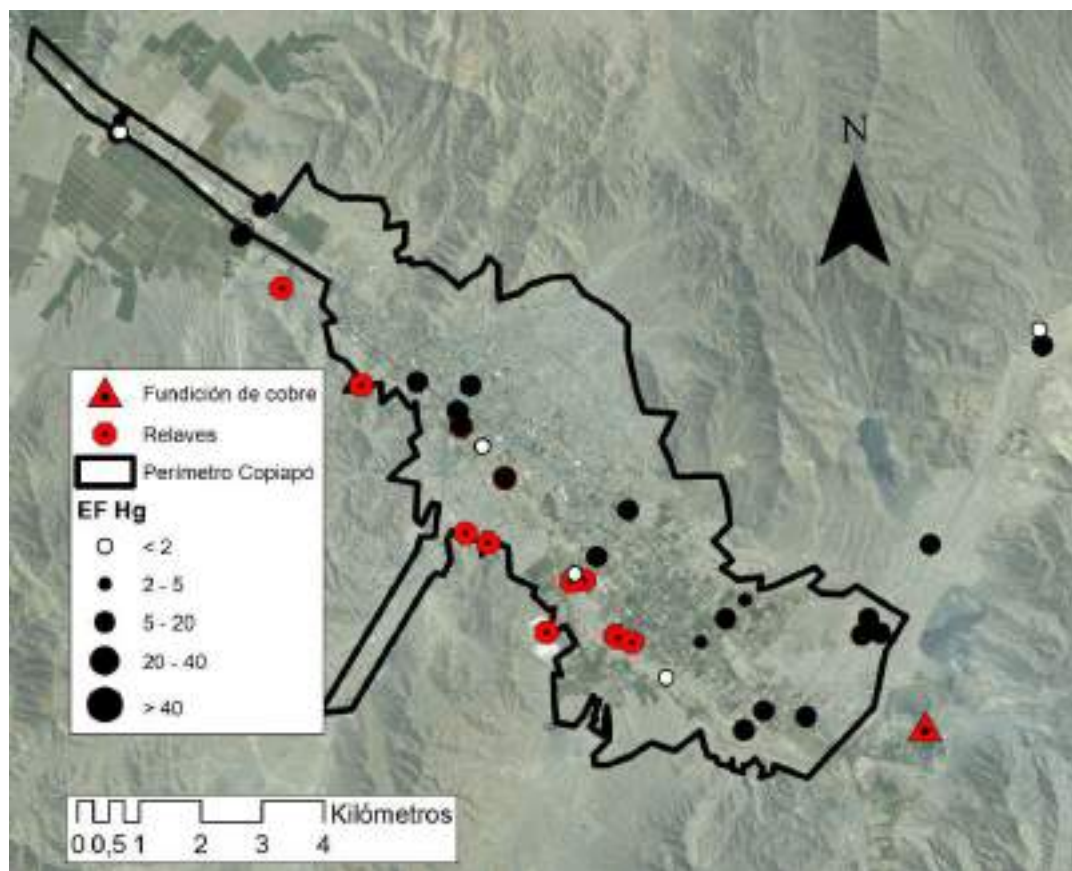 N
Fundición de cobre
Relaves
Perímetro Copiapó
EF Hg
< 2
2 - 5
5 - 20
20 - 40
> 40
Kilómetros
0 0,5 1 2 3 4